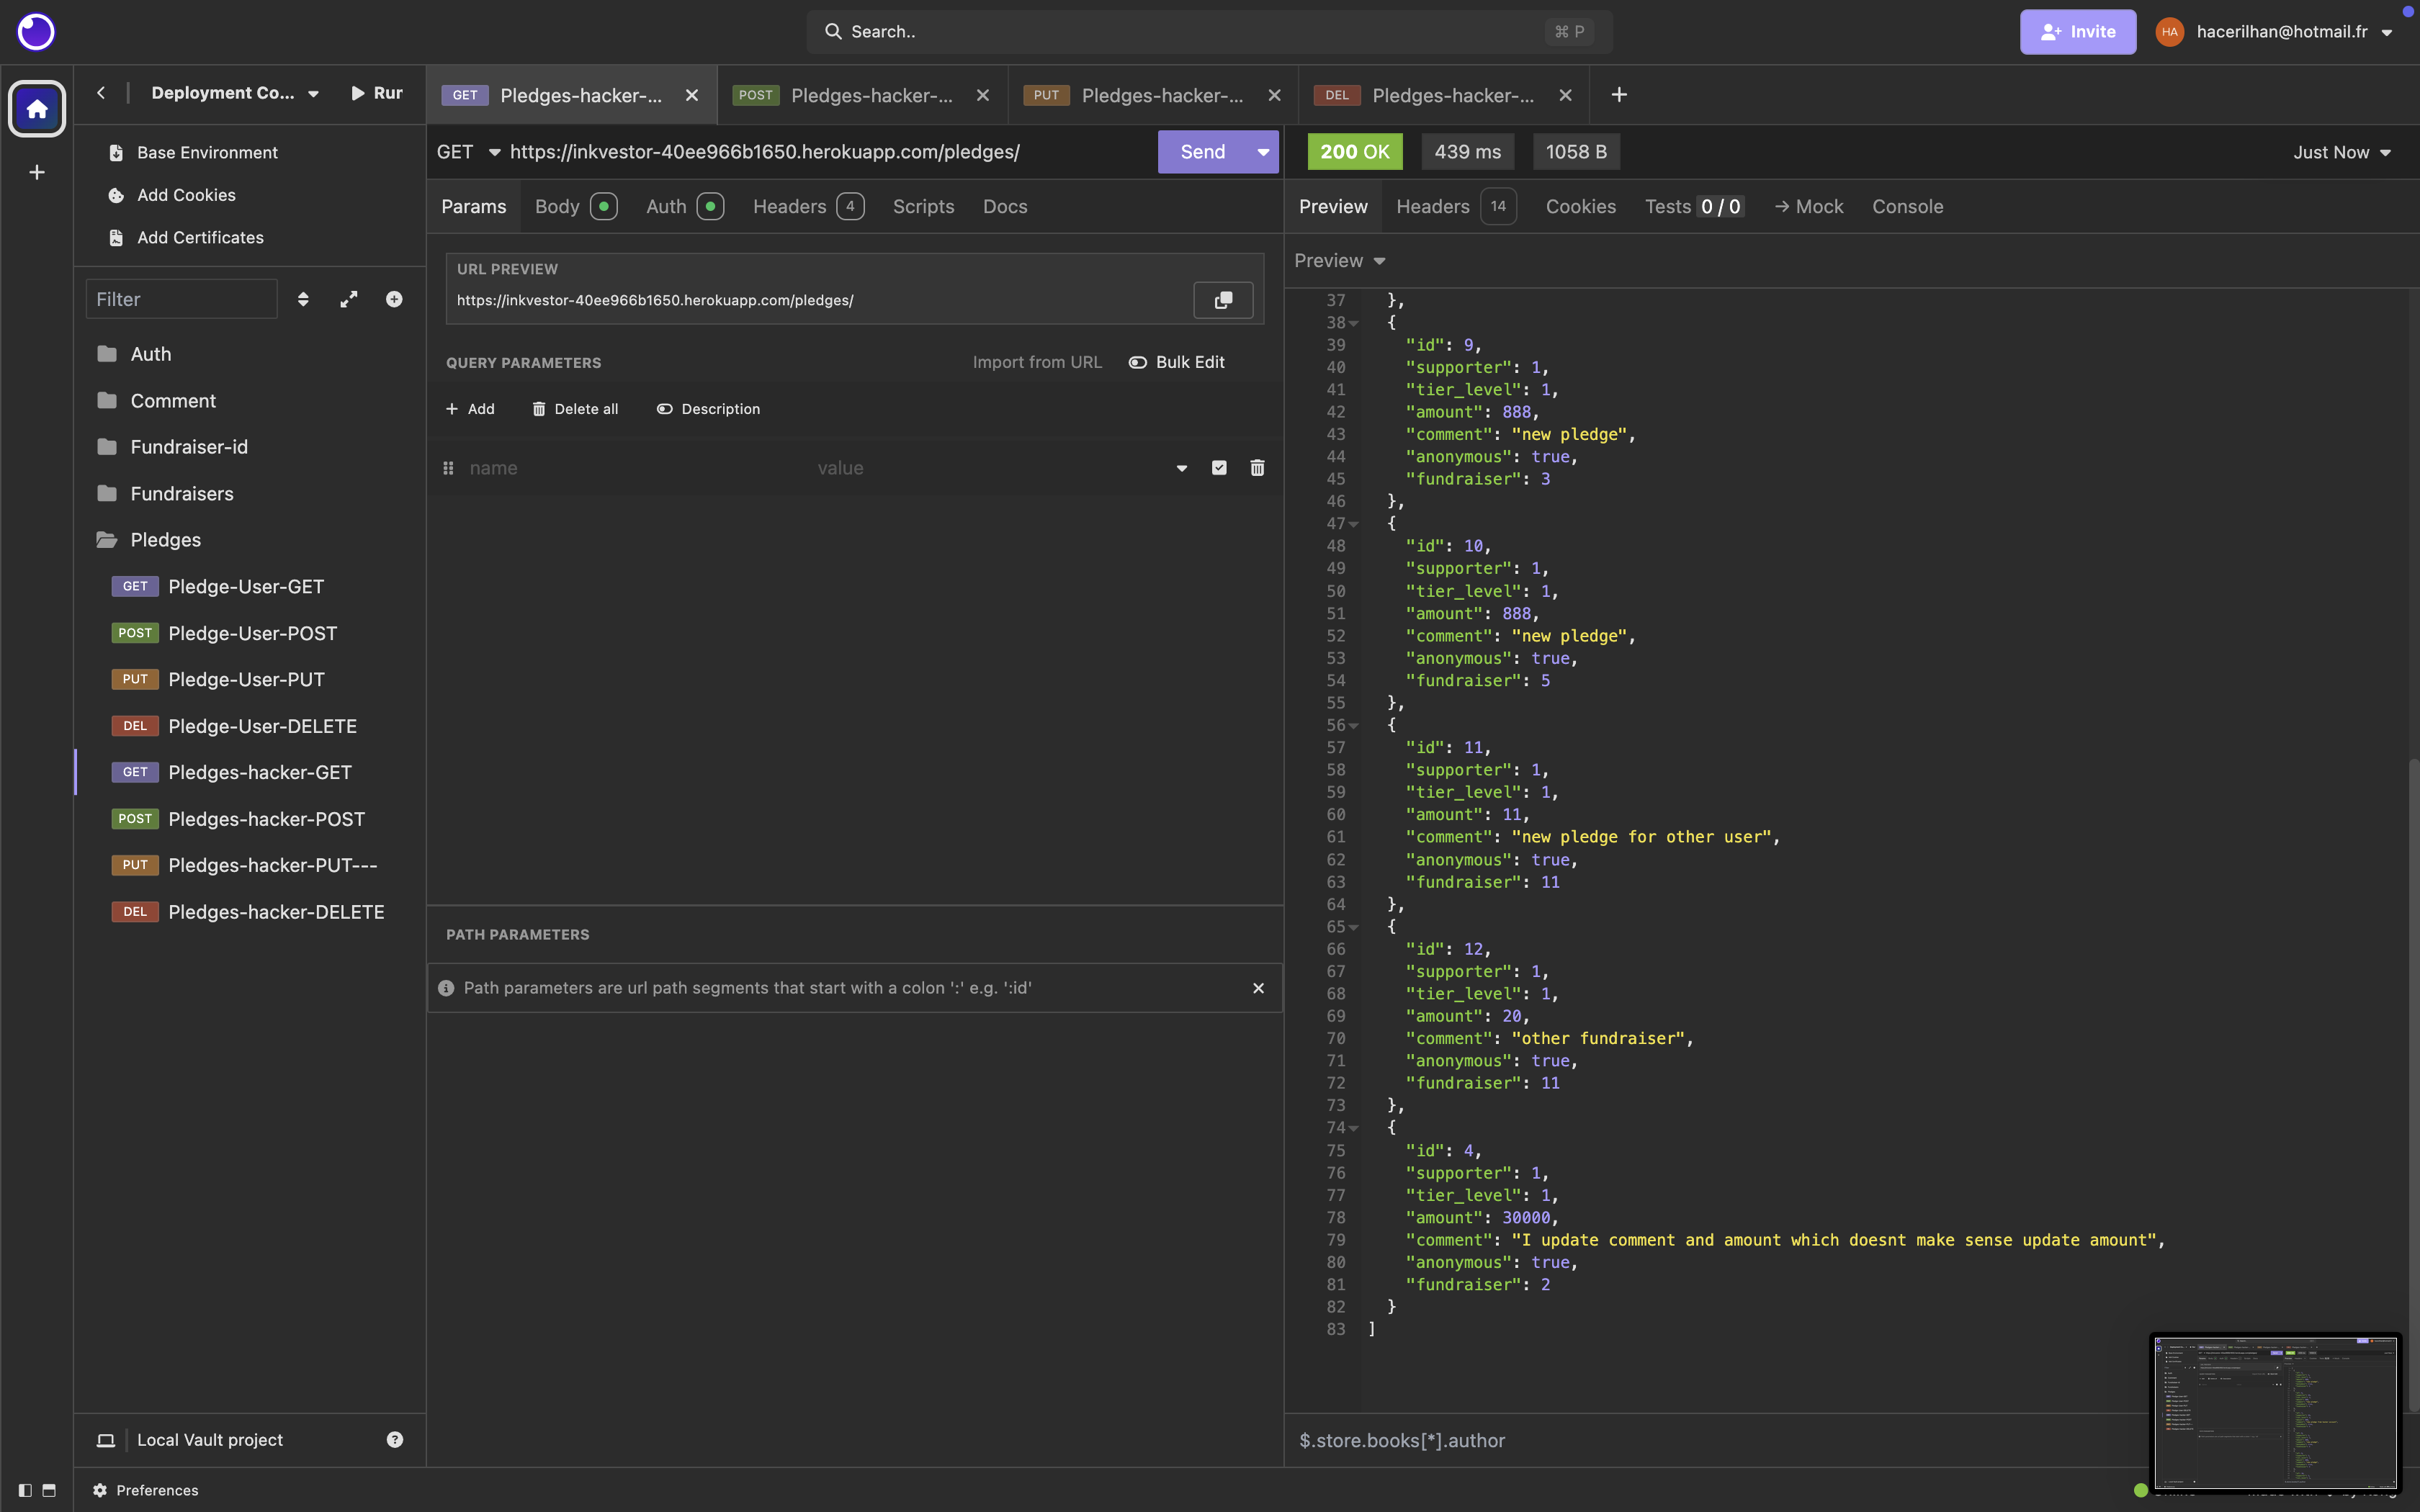 Search..
⌘ P
Invite
HA
hacerilhan@hotmail.fr
Deployment Co...
Run
GET Pledges-hacker-...
POST Pledges-hacker-...
PUT Pledges-hacker-...
DEL Pledges-hacker-...
Base Environment
Add Cookies
Add Certificates
Filter
Auth
Comment
Fundraiser-id
Fundraisers
Pledges
GET Pledge-User-GET
POST Pledge-User-POST
PUT Pledge-User-PUT
DEL Pledge-User-DELETE
GET Pledges-hacker-GET
POST Pledges-hacker-POST
PUT Pledges-hacker-PUT---
DEL Pledges-hacker-DELETE
Local Vault project
Preferences
GET https://inkvestor-40ee966b1650.herokuapp.com/pledges/
Send
Params Body Auth Headers 4 Scripts Docs
URL PREVIEW
https://inkvestor-40ee966b1650.herokuapp.com/pledges/
QUERY PARAMETERS Import from URL Bulk Edit
Add Delete all Description
name value
PATH PARAMETERS
Path parameters are url path segments that start with a colon ':' e.g. ':id'
200 OK 439 ms 1058 B Just Now
Preview Headers 14 Cookies Tests 0 / 0 → Mock Console
Preview
37 },
38 {
39 "id": 9,
40 "supporter": 1,
41 "tier_level": 1,
42 "amount": 888,
43 "comment": "new pledge",
44 "anonymous": true,
45 "fundraiser": 3
46 },
47 {
48 "id": 10,
49 "supporter": 1,
50 "tier_level": 1,
51 "amount": 888,
52 "comment": "new pledge",
53 "anonymous": true,
54 "fundraiser": 5
55 },
56 {
57 "id": 11,
58 "supporter": 1,
59 "tier_level": 1,
60 "amount": 11,
61 "comment": "new pledge for other user",
62 "anonymous": true,
63 "fundraiser": 11
64 },
65 {
66 "id": 12,
67 "supporter": 1,
68 "tier_level": 1,
69 "amount": 20,
70 "comment": "other fundraiser",
71 "anonymous": true,
72 "fundraiser": 11
73 },
74 {
75 "id": 4,
76 "supporter": 1,
77 "tier_level": 1,
78 "amount": 30000,
79 "comment": "I update comment and amount which doesnt make sense update amount",
80 "anonymous": true,
81 "fundraiser": 2
82 }
83 ]
$.store.books[*].author